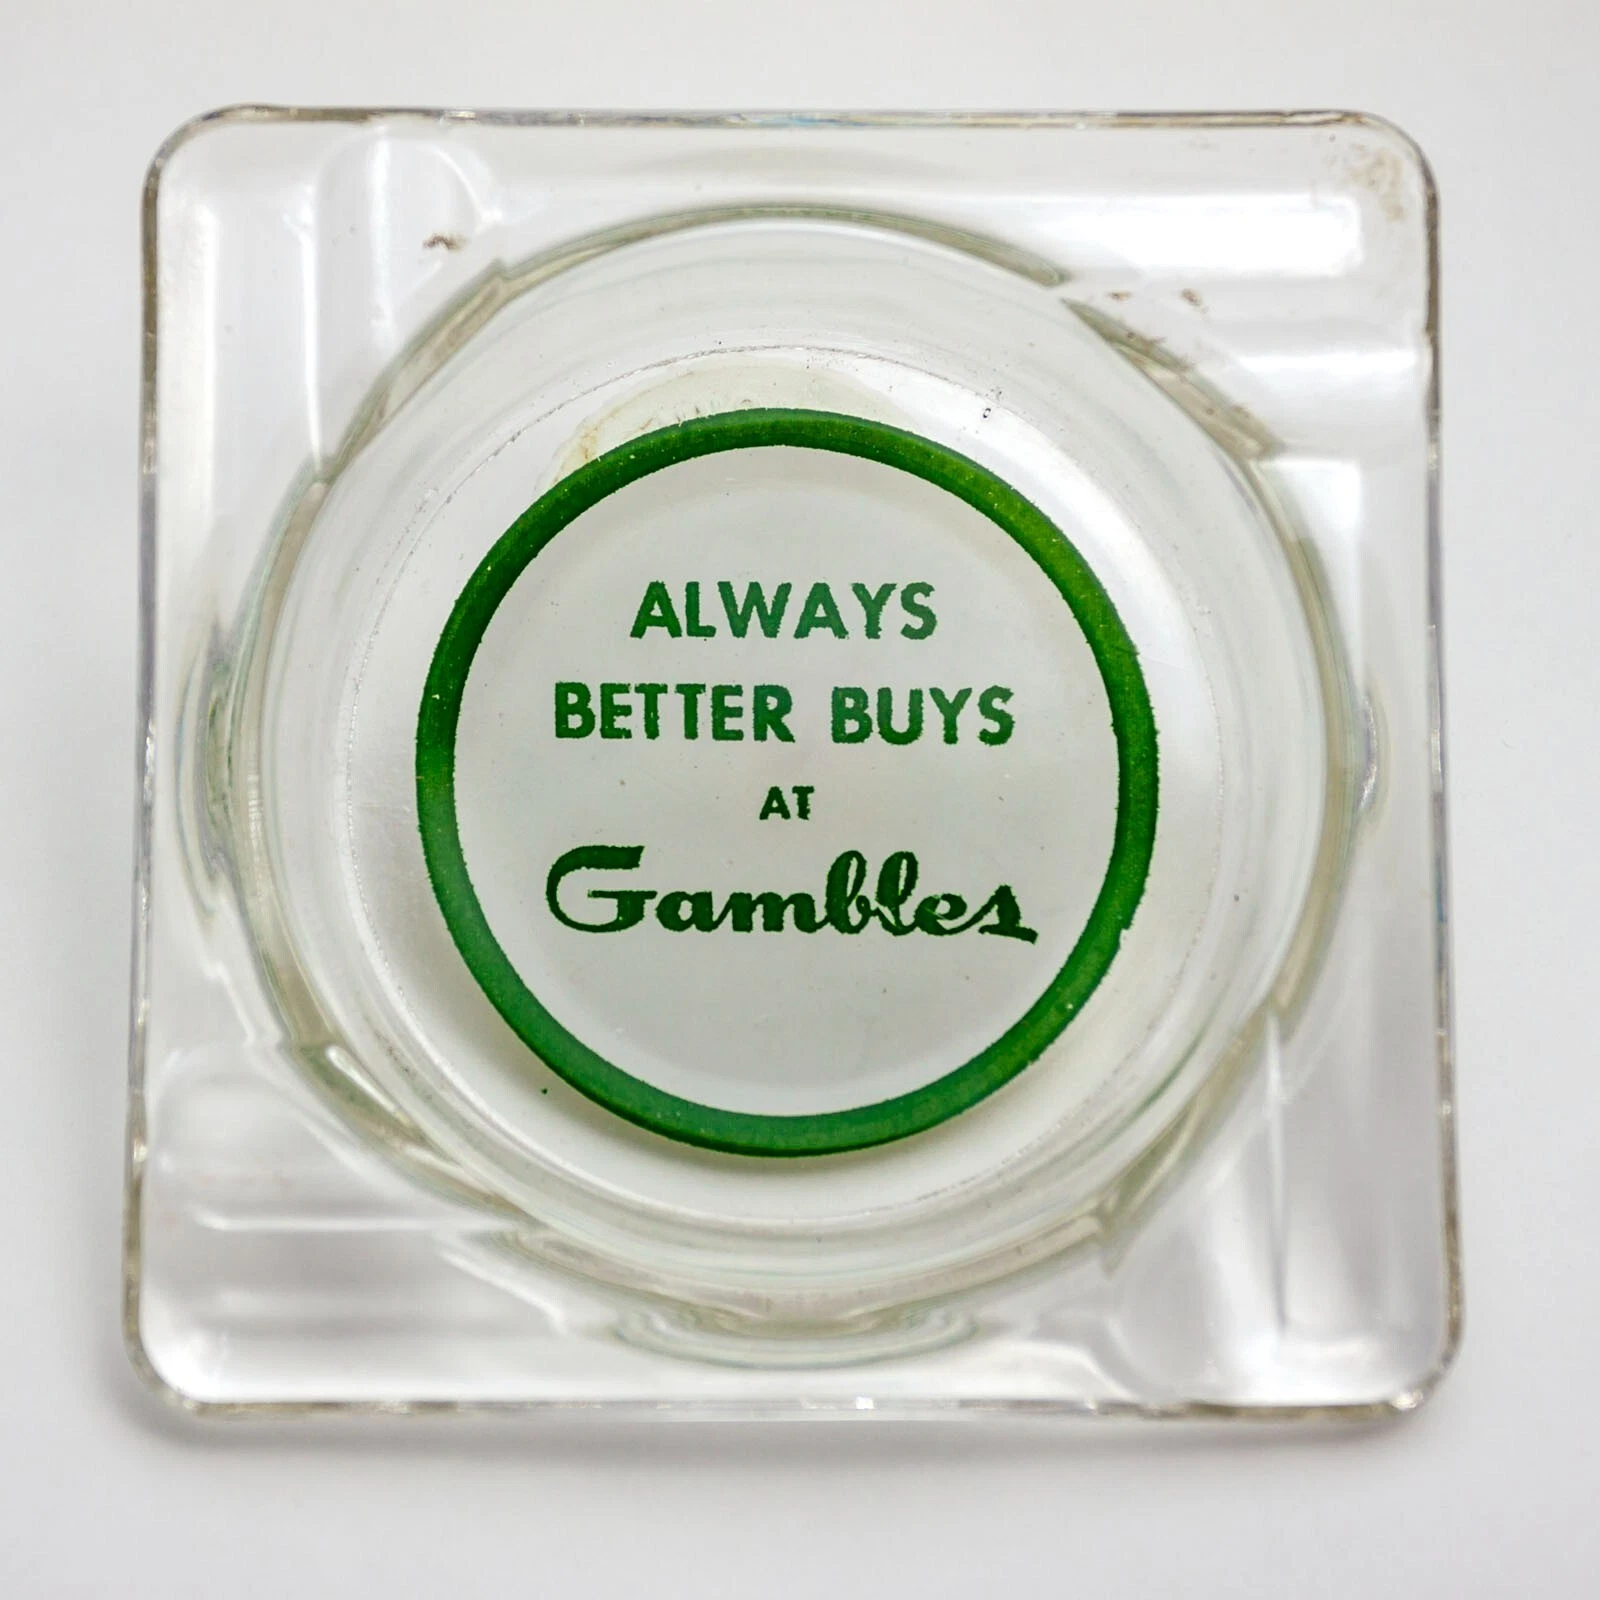 ALWAYS
BETTER BUYS
AT
Gambles